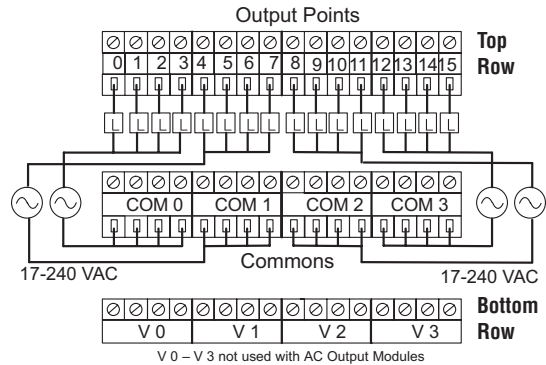 Output Points
Top
0 1 2 3 4 5 6 7 8 9 10 11 12 13 14 15
Row
L L L L L L L L L L L L L L L L
COM 0 COM 1 COM 2 COM 3
Commons
17-240 VAC 17-240 VAC
Bottom
V 0 V 1 V 2 V 3 Row
V 0 – V 3 not used with AC Output Modules